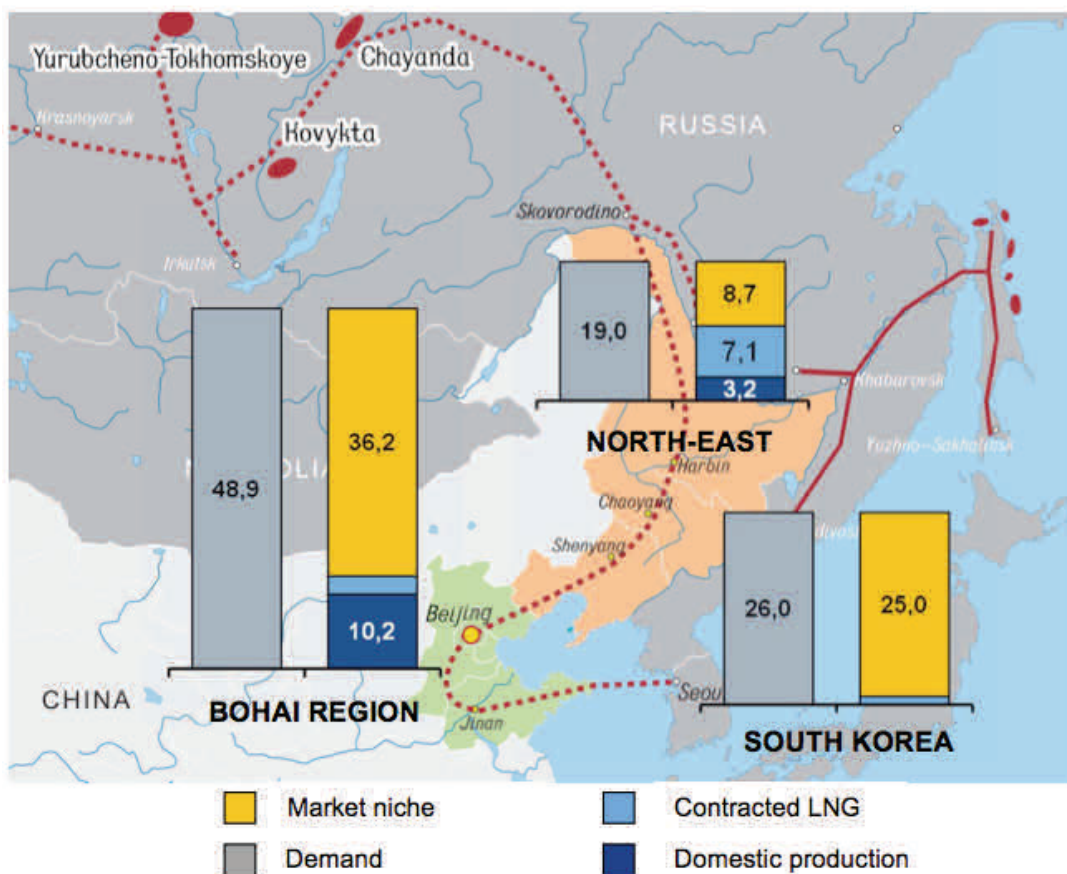 Yurubcheno-Tokhomskoye
Chayanda
Krasnoyarsk
Kovykta
RUSSIA
Skovorodino
Irkutsk
19,0
8,7
7,1
3,2
Khabarovsk
NORTH-EAST
Yuzhno-Sakhalinsk
Harbin
36,2
48,9
Chaoyang
Shenyang
26,0
25,0
Beijing
10,2
CHINA
BOHAI REGION
Jinan
Seou
SOUTH KOREA
Market niche
Contracted LNG
Demand
Domestic production